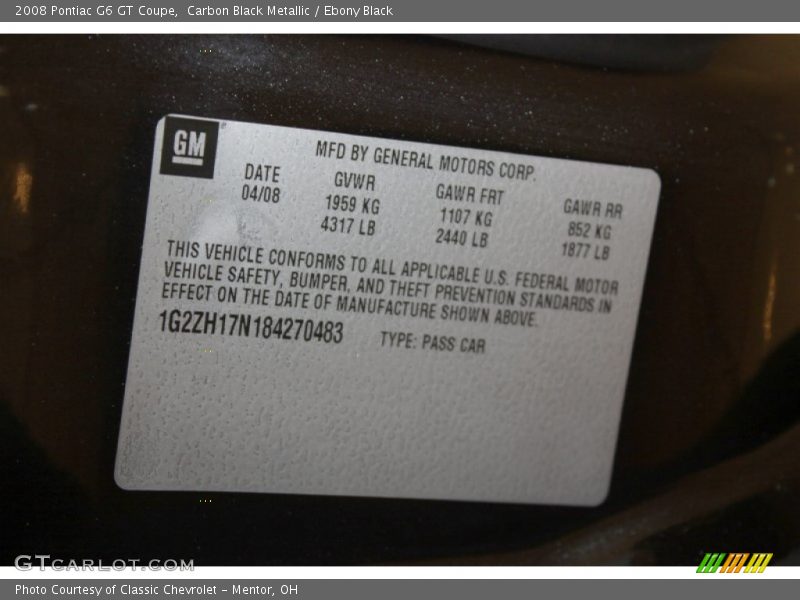 2008 Pontiac G6 GT Coupe,  Carbon Black Metallic / Ebony Black
GM
MFD BY GENERAL MOTORS CORP.
DATE GVWR GAWR FRT GAWR RR
04/08 1959 KG 1107 KG 852 KG
4317 LB 2440 LB 1877 LB
THIS VEHICLE CONFORMS TO ALL APPLICABLE U.S. FEDERAL MOTOR
VEHICLE SAFETY, BUMPER, AND THEFT PREVENTION STANDARDS IN
EFFECT ON THE DATE OF MANUFACTURE SHOWN ABOVE.
1G2ZH17N184270483 TYPE: PASS CAR
GTCARLOT.COM
Photo Courtesy of Classic Chevrolet - Mentor, OH